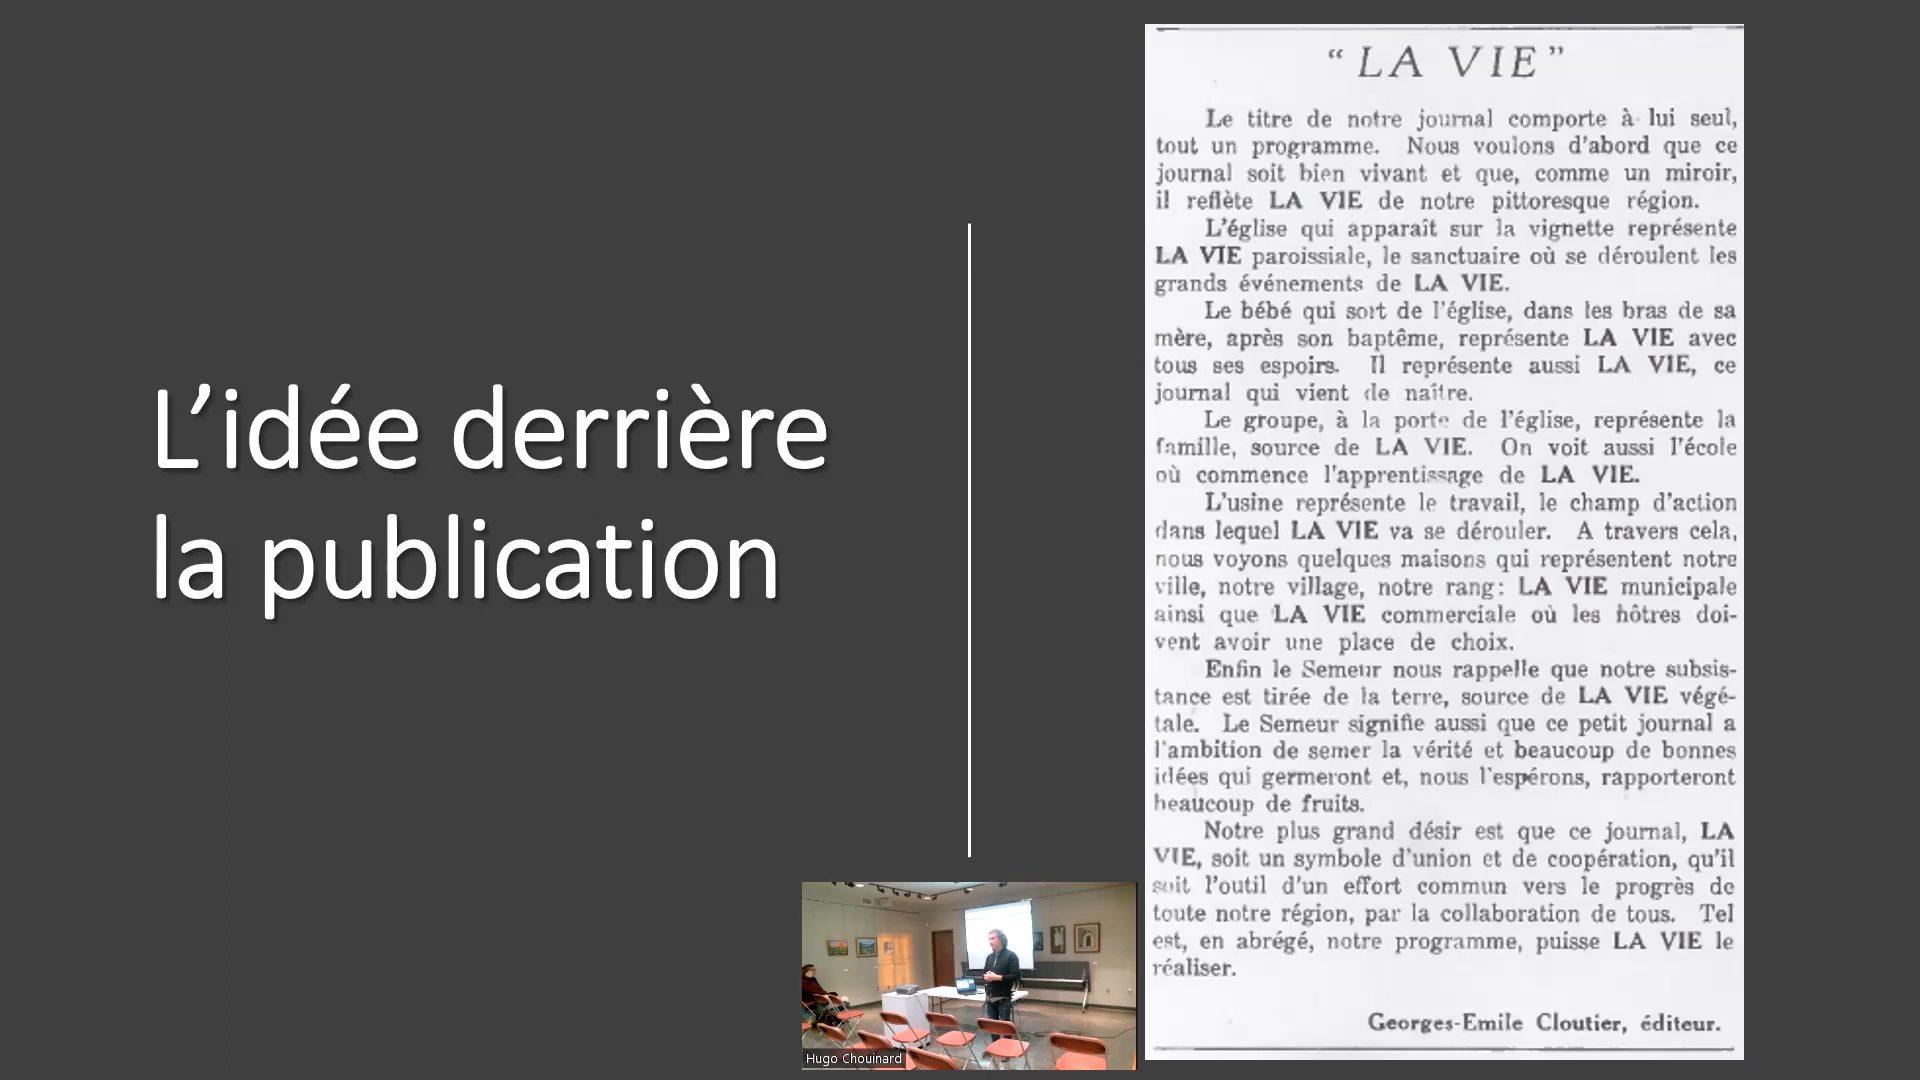 L’idée derrière
la publication
“ LA VIE ”
Le titre de notre journal comporte à lui seul,
tout un programme. Nous voulons d'abord que ce
journal soit bien vivant et que, comme un miroir,
il reflète LA VIE de notre pittoresque région.
L'église qui apparaît sur la vignette représente
LA VIE paroissiale, le sanctuaire où se déroulent les
grands événements de LA VIE.
Le bébé qui sort de l'église, dans les bras de sa
mère, après son baptême, représente LA VIE avec
tous ses espoirs. Il représente aussi LA VIE, ce
journal qui vient de naître.
Le groupe, à la porte de l'église, représente la
famille, source de LA VIE. On voit aussi l'école
où commence l'apprentissage de LA VIE.
L'usine représente le travail, le champ d'action
dans lequel LA VIE va se dérouler. A travers cela,
nous voyons quelques maisons qui représentent notre
ville, notre village, notre rang: LA VIE municipale
ainsi que LA VIE commerciale où les hôtres doi-
vent avoir une place de choix.
Enfin le Semeur nous rappelle que notre subsis-
tance est tirée de la terre, source de LA VIE végé-
tale. Le Semeur signifie aussi que ce petit journal a
l'ambition de semer la vérité et beaucoup de bonnes
idées qui germeront et, nous l'espérons, rapporteront
beaucoup de fruits.
Notre plus grand désir est que ce journal, LA
VIE, soit un symbole d'union et de coopération, qu'il
soit l'outil d'un effort commun vers le progrès de
toute notre région, par la collaboration de tous. Tel
est, en abrégé, notre programme, puisse LA VIE le
réaliser.
Georges-Emile Cloutier, éditeur.
Hugo Chouinard